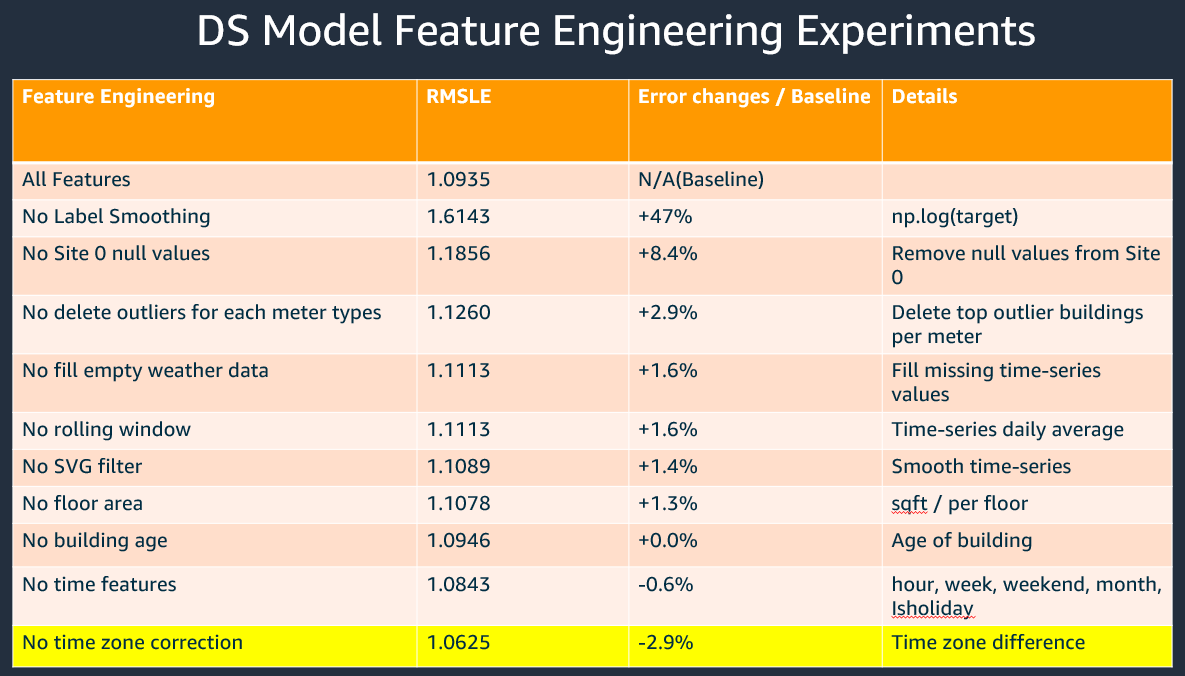 DS Model Feature Engineering Experiments
Feature Engineering RMSLE Error changes / Baseline Details
All Features 1.0935 N/A(Baseline)
No Label Smoothing 1.6143 +47% np.log(target)
No Site 0 null values 1.1856 +8.4% Remove null values from Site
0
No delete outliers for each meter types 1.1260 +2.9% Delete top outlier buildings
per meter
No fill empty weather data 1.1113 +1.6% Fill missing time-series
values
No rolling window 1.1113 +1.6% Time-series daily average
No SVG filter 1.1089 +1.4% Smooth time-series
No floor area 1.1078 +1.3% sqft / per floor
No building age 1.0946 +0.0% Age of building
No time features 1.0843 -0.6% hour, week, weekend, month,
Isholiday
No time zone correction 1.0625 -2.9% Time zone difference